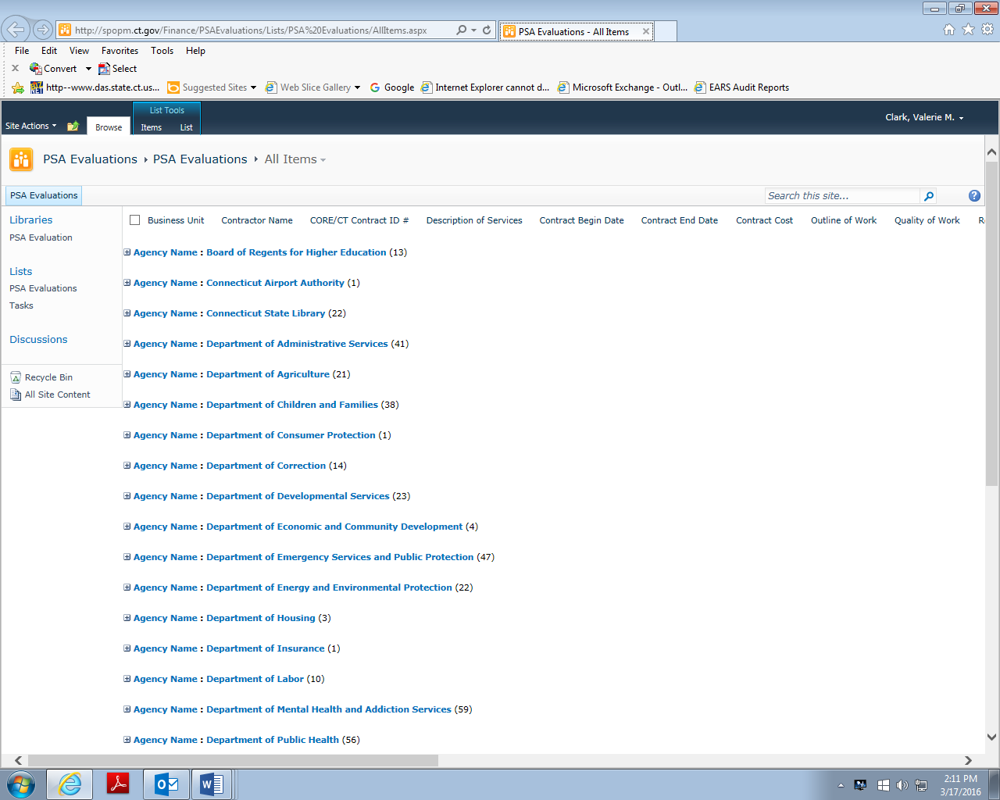 http://spopm.ct.gov/Finance/PSAEvaluations/Lists/PSA%20Evaluations/AllItems.aspx
PSA Evaluations - All Items
File Edit View Favorites Tools Help
Convert Select
http--www.das.state.ct.us... Suggested Sites Web Slice Gallery Google Internet Explorer cannot d... Microsoft Exchange - Outl... EARS Audit Reports
List Tools
Site Actions Browse Items List Clark, Valerie M.
PSA Evaluations PSA Evaluations All Items
PSA Evaluations Search this site...
Libraries
PSA Evaluation
Lists
PSA Evaluations
Tasks
Discussions
Recycle Bin
All Site Content
Business Unit Contractor Name CORE/CT Contract ID # Description of Services Contract Begin Date Contract End Date Contract Cost Outline of Work Quality of Work
Agency Name : Board of Regents for Higher Education (13)
Agency Name : Connecticut Airport Authority (1)
Agency Name : Connecticut State Library (22)
Agency Name : Department of Administrative Services (41)
Agency Name : Department of Agriculture (21)
Agency Name : Department of Children and Families (38)
Agency Name : Department of Consumer Protection (1)
Agency Name : Department of Correction (14)
Agency Name : Department of Developmental Services (23)
Agency Name : Department of Economic and Community Development (4)
Agency Name : Department of Emergency Services and Public Protection (47)
Agency Name : Department of Energy and Environmental Protection (22)
Agency Name : Department of Housing (3)
Agency Name : Department of Insurance (1)
Agency Name : Department of Labor (10)
Agency Name : Department of Mental Health and Addiction Services (59)
Agency Name : Department of Public Health (56)
2:11 PM
3/17/2016